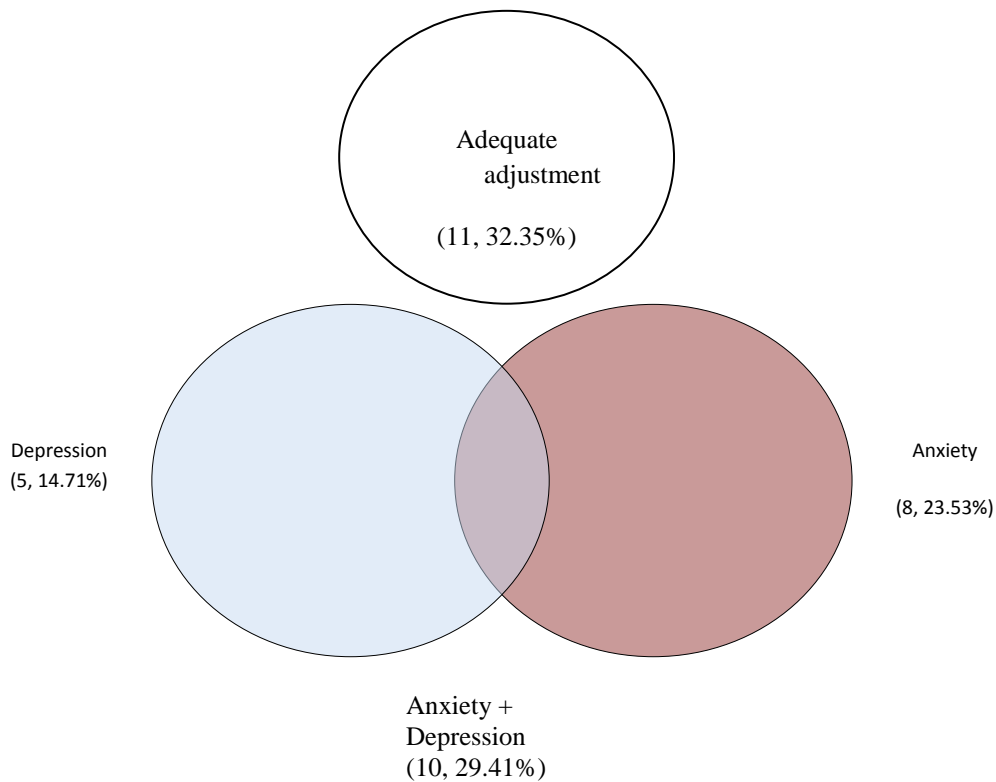 Adequate
adjustment
(11, 32.35%)
Depression
(5, 14.71%)
Anxiety
(8, 23.53%)
Anxiety +
Depression
(10, 29.41%)